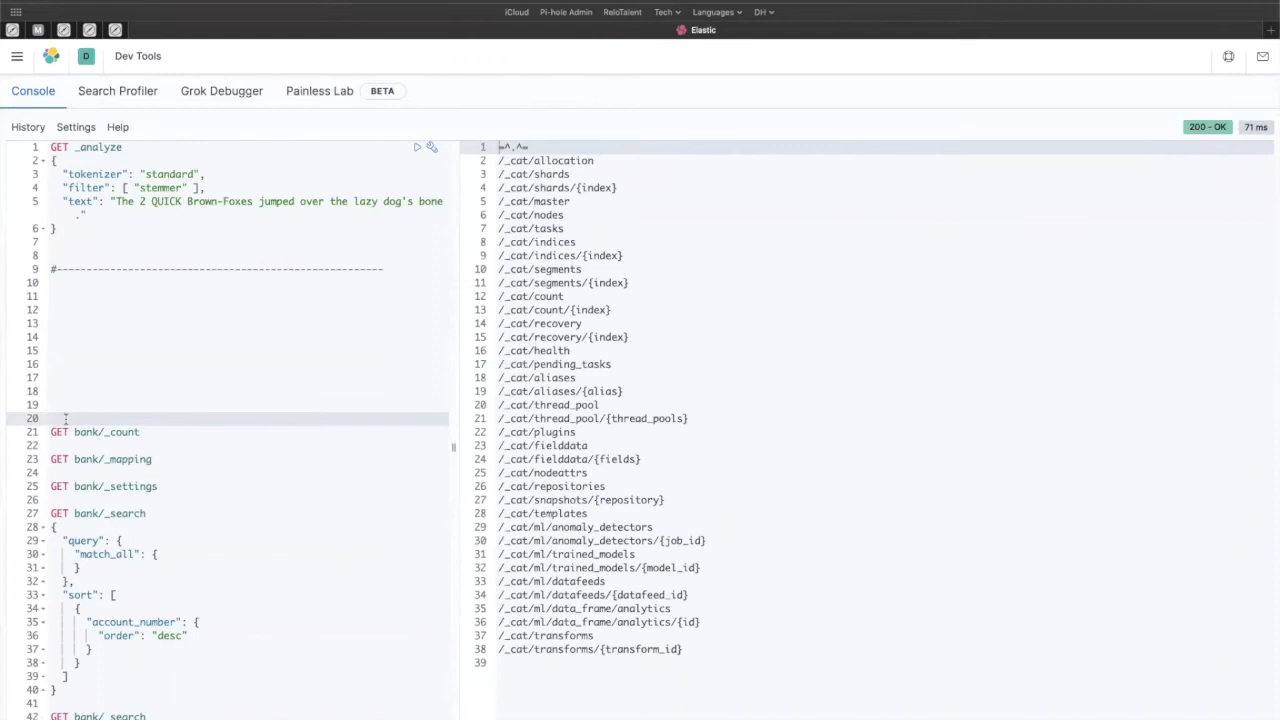 iCloud Pi-hole Admin ReloTalent Tech Languages DH
M
Elastic
D Dev Tools
Console Search Profiler Grok Debugger Painless Lab BETA
History Settings Help 200 - OK 71 ms
1 GET _analyze
2 {
3 "tokenizer": "standard",
4 "filter": [ "stemmer" ],
5 "text": "The 2 QUICK Brown-Foxes jumped over the lazy dog's bone
."
6 }
7
8
9 #-------------------------------------------------------
10
11
12
13
14
15
16
17
18
19
20
21 GET bank/_count
22
23 GET bank/_mapping
24
25 GET bank/_settings
26
27 GET bank/_search
28 {
29 "query": {
30 "match_all": {
31 }
32 },
33 "sort": [
34 {
35 "account_number": {
36 "order": "desc"
37 }
38 }
39 ]
40 }
41
42 GET bank/_search
1 =^.^=
2 /_cat/allocation
3 /_cat/shards
4 /_cat/shards/{index}
5 /_cat/master
6 /_cat/nodes
7 /_cat/tasks
8 /_cat/indices
9 /_cat/indices/{index}
10 /_cat/segments
11 /_cat/segments/{index}
12 /_cat/count
13 /_cat/count/{index}
14 /_cat/recovery
15 /_cat/recovery/{index}
16 /_cat/health
17 /_cat/pending_tasks
18 /_cat/aliases
19 /_cat/aliases/{alias}
20 /_cat/thread_pool
21 /_cat/thread_pool/{thread_pools}
22 /_cat/plugins
23 /_cat/fielddata
24 /_cat/fielddata/{fields}
25 /_cat/nodeattrs
26 /_cat/repositories
27 /_cat/snapshots/{repository}
28 /_cat/templates
29 /_cat/ml/anomaly_detectors
30 /_cat/ml/anomaly_detectors/{job_id}
31 /_cat/ml/trained_models
32 /_cat/ml/trained_models/{model_id}
33 /_cat/ml/datafeeds
34 /_cat/ml/datafeeds/{datafeed_id}
35 /_cat/ml/data_frame/analytics
36 /_cat/ml/data_frame/analytics/{id}
37 /_cat/transforms
38 /_cat/transforms/{transform_id}
39